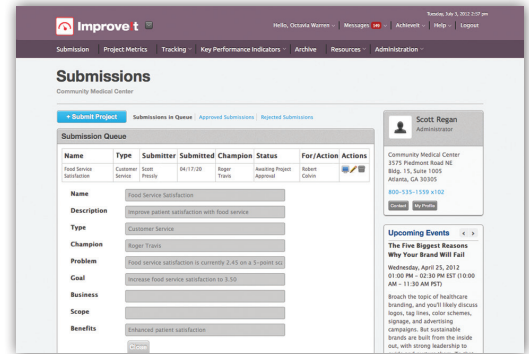 Tuesday, July 3, 2012 2:57 pm
Improveit
Hello, Octavia Warren Messages 346 AchieveIt Help Logout
Submission Project Metrics Tracking Key Performance Indicators Archive Resources Administration
Submissions
Community Medical Center
+ Submit Project Submissions in Queue Approved Submissions Rejected Submissions
Submission Queue
Name Type Submitter Submitted Champion Status For/Action Actions
Food Service Satisfaction Customer Service Scott Pressly 04/17/20 Roger Travis Awaiting Project Approval Robert Colvin
Name Food Service Satisfaction
Description Improve patient satisfaction with food service
Type Customer Service
Champion Roger Travis
Problem Food service satisfaction is currently 2.45 on a 5-point sca
Goal Increase food service satisfaction to 3.50
Business
Scope
Benefits Enhanced patient satisfaction
Close
Scott Regan
Administrator
Community Medical Center
3575 Piedmont Road NE
Bldg. 15, Suite 1005
Atlanta, GA 30305
800-535-1559 x102
Contact My Profile
Upcoming Events
The Five Biggest Reasons
Why Your Brand Will Fail
Wednesday, April 25, 2012
01:00 PM - 02:30 PM EST (10:00
AM - 11:30 AM PST)
Broach the topic of healthcare
branding, and you'll likely discuss
logos, tag lines, color schemes,
signage, and advertising
campaigns. But sustainable
brands are built from the inside
out, with strong leadership to